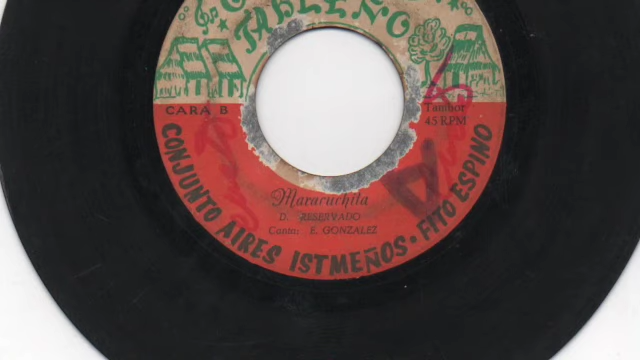 TABLEÑO
CARA B
Tambor
45 RPM
Maracuchita
D. RESERVADO
Canta: E. GONZALEZ
CONJUNTO AIRES ISTMEÑOS • FITO ESPINO